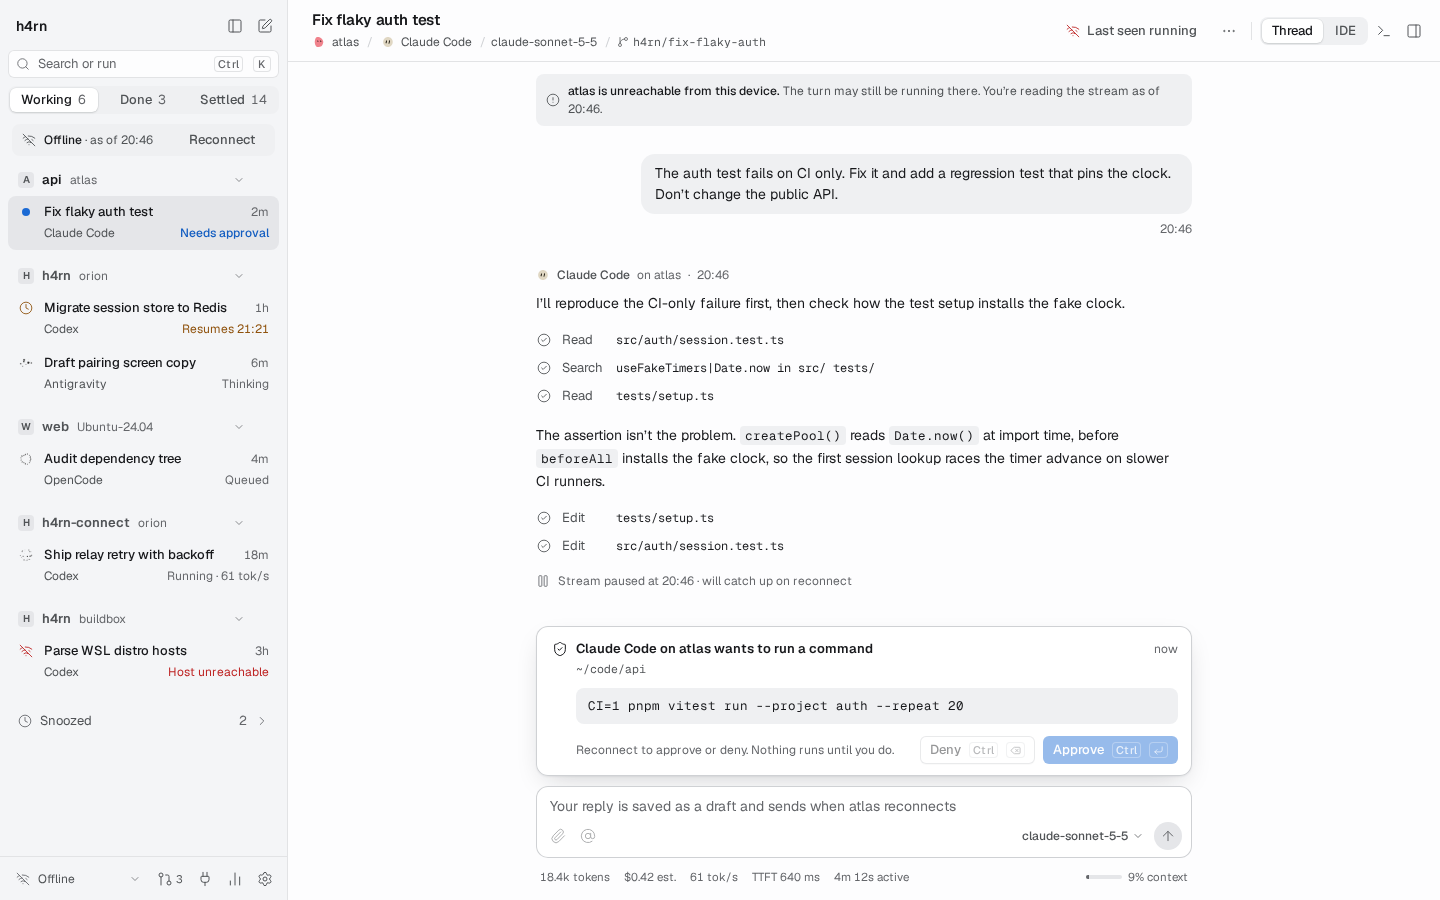 h4rn
Search or run Ctrl K
Working 6 Done 3 Settled 14
Offline · as of 20:46 Reconnect
A api atlas
Fix flaky auth test 2m
Claude Code Needs approval
H h4rn orion
Migrate session store to Redis 1h
Codex Resumes 21:21
Draft pairing screen copy 6m
Antigravity Thinking
W web Ubuntu-24.04
Audit dependency tree 4m
OpenCode Queued
H h4rn-connect orion
Ship relay retry with backoff 18m
Codex Running · 61 tok/s
H h4rn buildbox
Parse WSL distro hosts 3h
Codex Host unreachable
Snoozed 2
Offline 3
Fix flaky auth test
atlas / Claude Code / claude-sonnet-5-5 / h4rn/fix-flaky-auth
Last seen running ··· Thread IDE
atlas is unreachable from this device. The turn may still be running there. You're reading the stream as of
20:46.
The auth test fails on CI only. Fix it and add a regression test that pins the clock.
Don't change the public API.
20:46
Claude Code on atlas · 20:46
I'll reproduce the CI-only failure first, then check how the test setup installs the fake clock.
Read src/auth/session.test.ts
Search useFakeTimers|Date.now in src/ tests/
Read tests/setup.ts
The assertion isn't the problem. createPool() reads Date.now() at import time, before
beforeAll installs the fake clock, so the first session lookup races the timer advance on slower
CI runners.
Edit tests/setup.ts
Edit src/auth/session.test.ts
Stream paused at 20:46 · will catch up on reconnect
Claude Code on atlas wants to run a command now
~/code/api
CI=1 pnpm vitest run --project auth --repeat 20
Reconnect to approve or deny. Nothing runs until you do. Deny Ctrl Approve Ctrl
Your reply is saved as a draft and sends when atlas reconnects
claude-sonnet-5-5
18.4k tokens $0.42 est. 61 tok/s TTFT 640 ms 4m 12s active 9% context